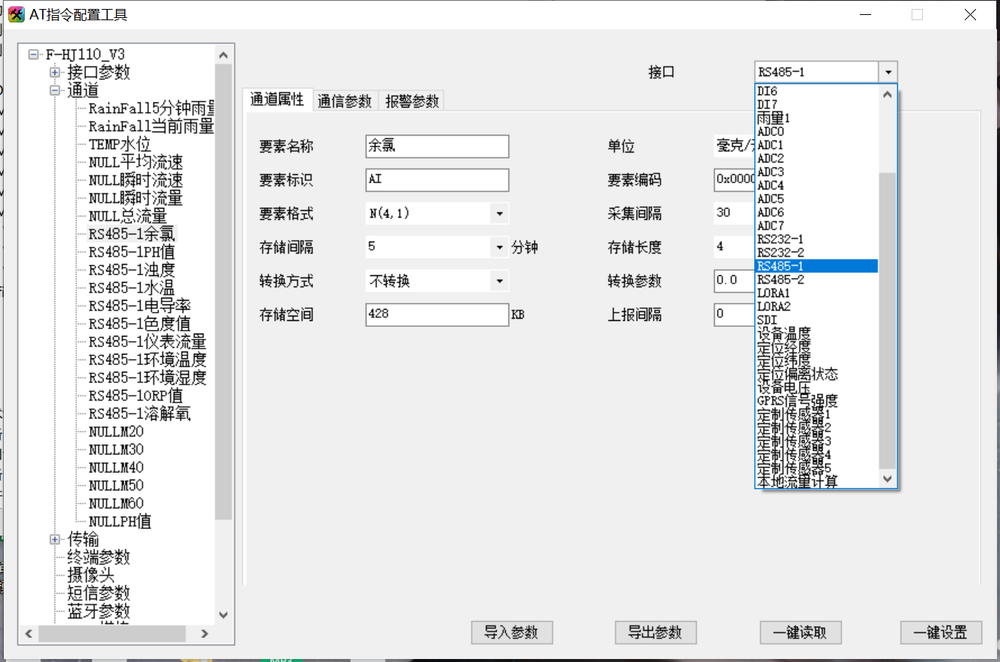 AT指令配置工具
F-HJ110_V3
接口参数
通道
RainFall5分钟雨量
RainFall当前雨量
TEMP水位
NULL平均流速
NULL瞬时流速
NULL瞬时流量
NULL总流量
RS485-1余氯
RS485-1PH值
RS485-1浊度
RS485-1水温
RS485-1电导率
RS485-1色度值
RS485-1仪表流量
RS485-1环境温度
RS485-1环境湿度
RS485-1ORP值
RS485-1溶解氧
NULLM20
NULLM30
NULLM40
NULLM50
NULLM60
NULLPH值
传输
终端参数
摄像头
短信参数
蓝牙参数
接口 RS485-1
通道属性 通信参数 报警参数
要素名称 余氯 单位 毫克/
要素标识 AI 要素编码 0x0000
要素格式 N(4,1) 采集间隔 30
存储间隔 5 分钟 存储长度 4
转换方式 不转换 转换参数 0.0
存储空间 428 KB 上报间隔 0
DI6
DI7
雨量1
ADC0
ADC1
ADC2
ADC3
ADC4
ADC5
ADC6
ADC7
RS232-1
RS232-2
RS485-1
RS485-2
LORA1
LORA2
SDI
设备温度
定位经度
定位纬度
定位偏离状态
设备电压
GPRS信号强度
定制传感器1
定制传感器2
定制传感器3
定制传感器4
定制传感器5
本地流量计算
导入参数 导出参数 一键读取 一键设置